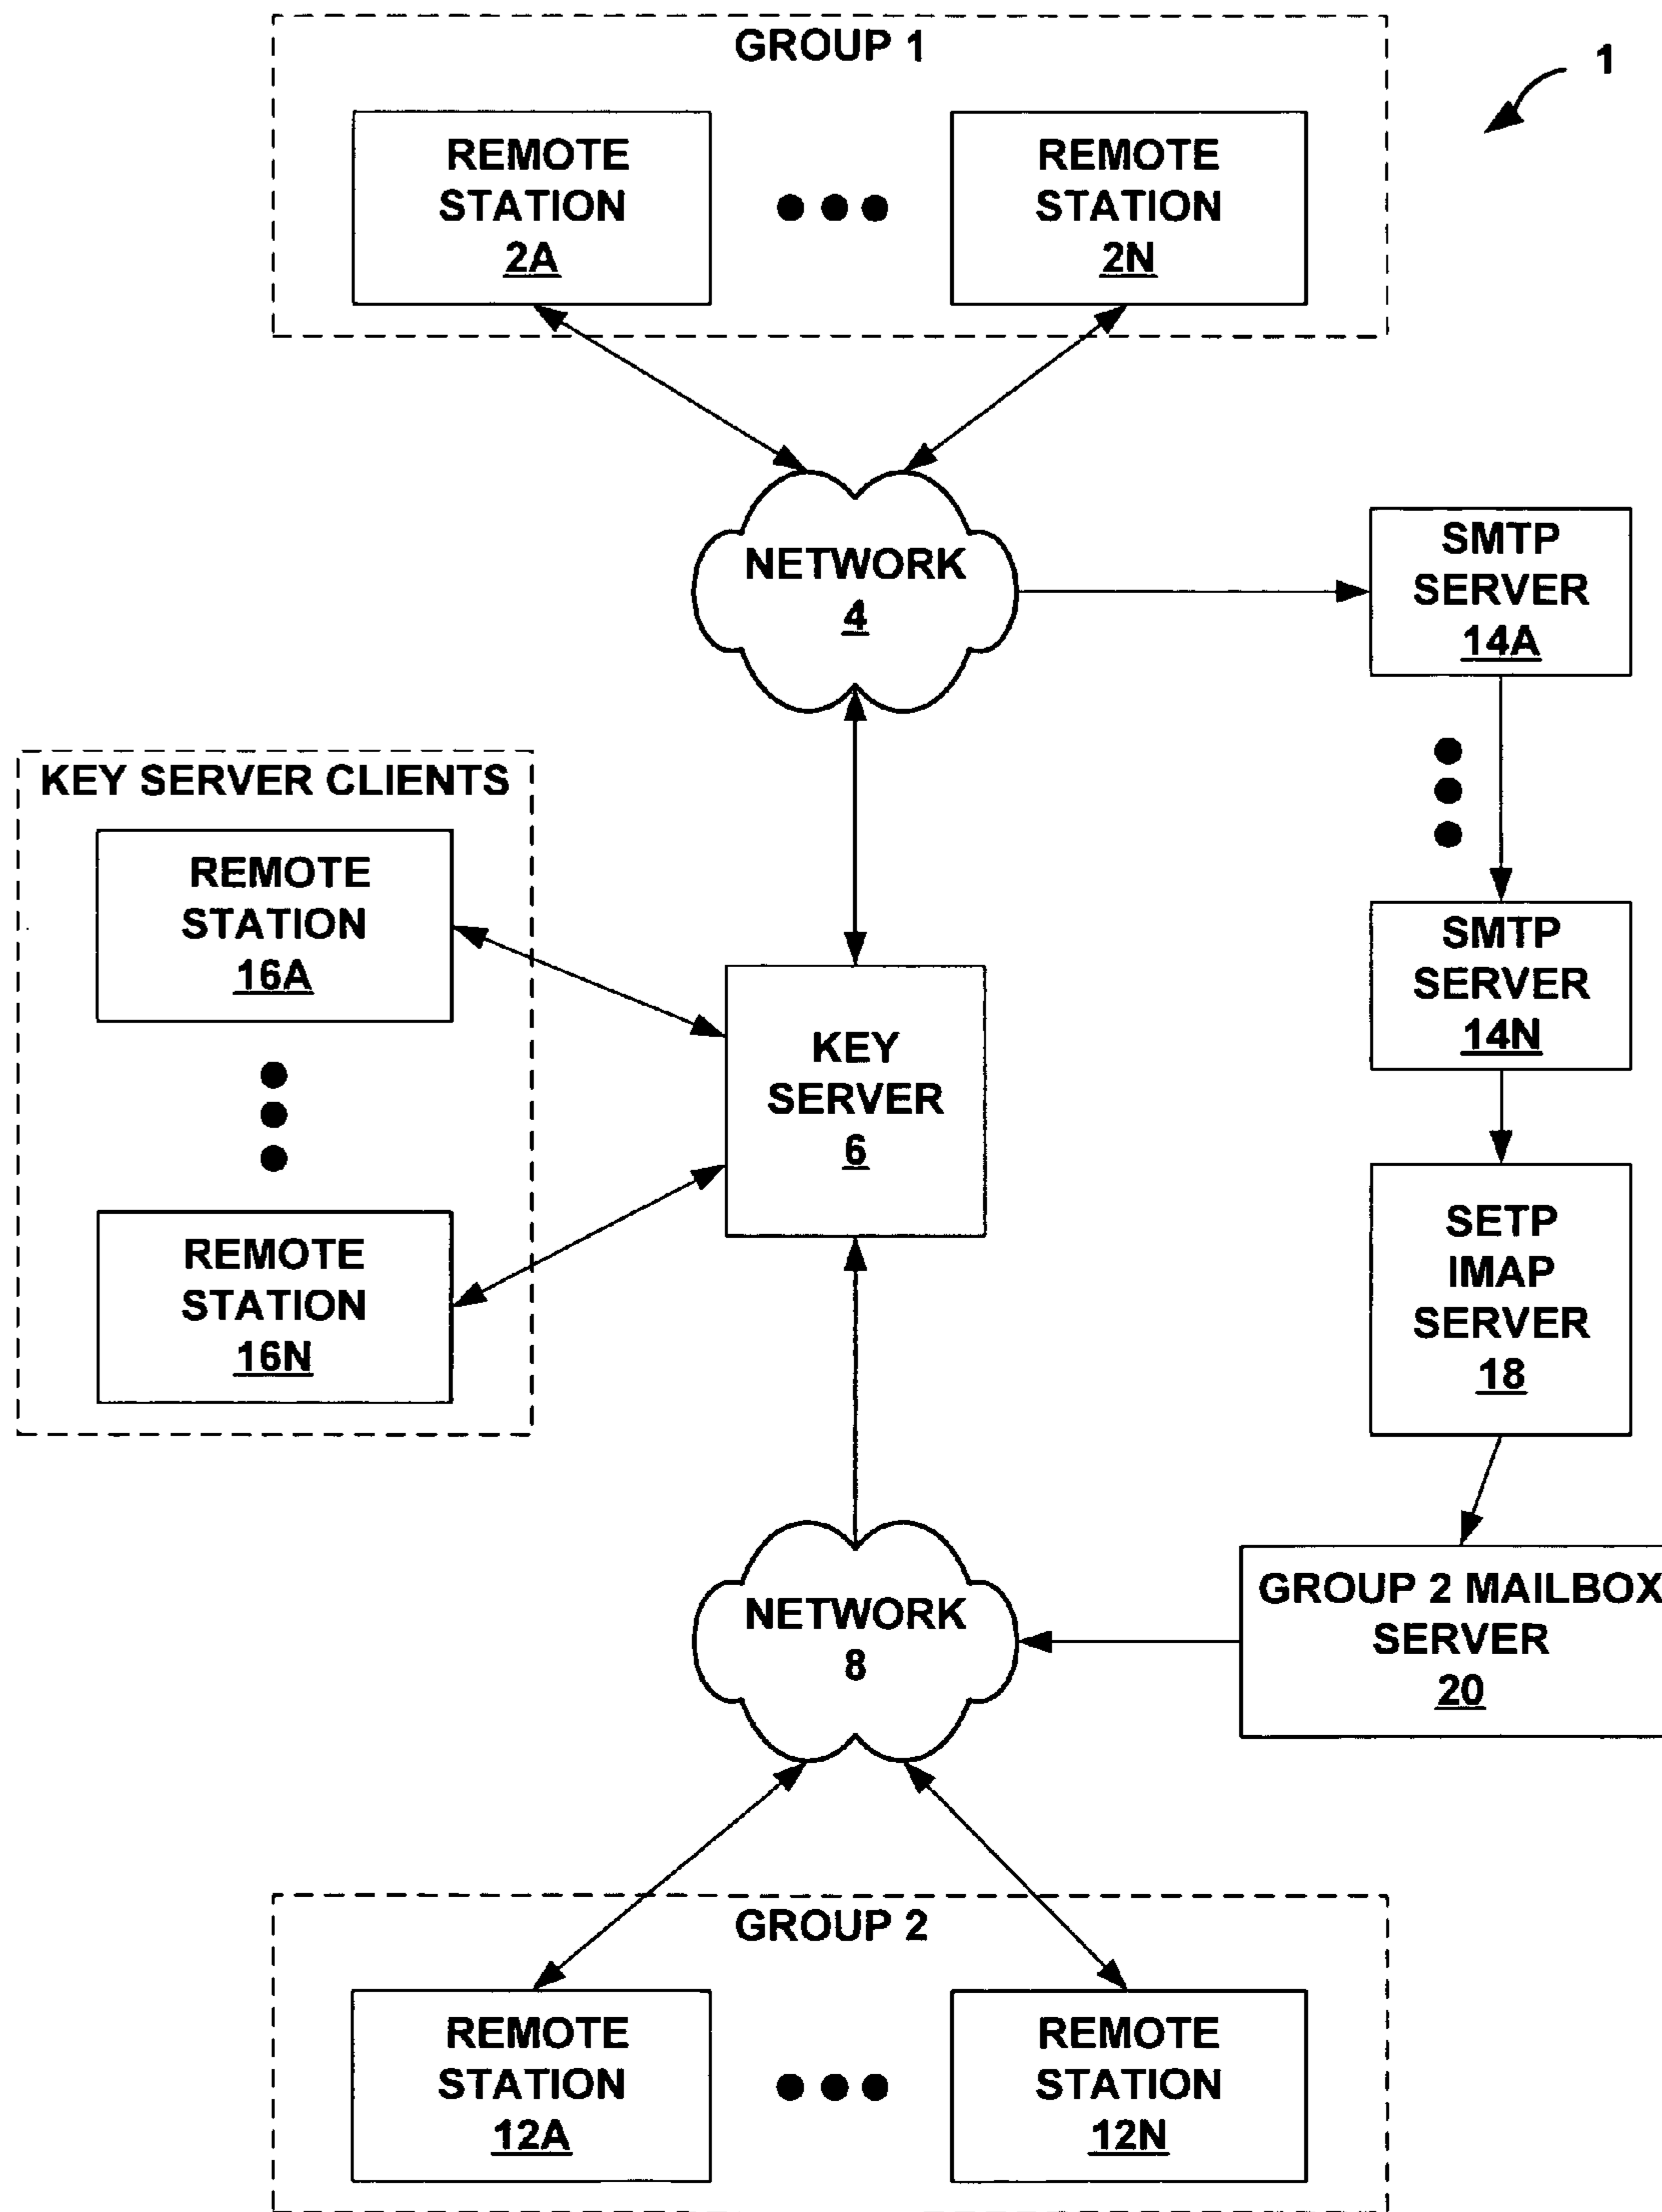 GROUP 1
1
REMOTE
STATION
2A
REMOTE
STATION
2N
NETWORK
4
SMTP
SERVER
14A
KEY SERVER CLIENTS
REMOTE
STATION
16A
SMTP
SERVER
14N
KEY
SERVER
6
REMOTE
STATION
16N
SETP
IMAP
SERVER
18
NETWORK
8
GROUP 2 MAILBOX
SERVER
20
GROUP 2
REMOTE
STATION
12A
REMOTE
STATION
12N